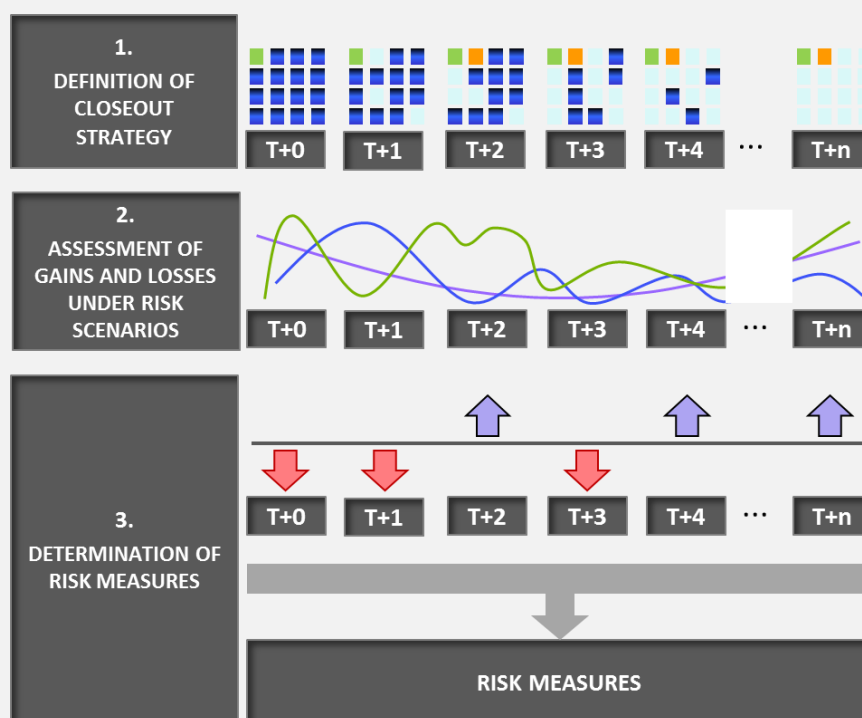 1.
DEFINITION OF
CLOSEOUT
STRATEGY
T+0 T+1 T+2 T+3 T+4 ... T+n
2.
ASSESSMENT OF
GAINS AND LOSSES
UNDER RISK
SCENARIOS
T+0 T+1 T+2 T+3 T+4 ... T+n
3.
DETERMINATION OF
RISK MEASURES
T+0 T+1 T+2 T+3 T+4 ... T+n
RISK MEASURES